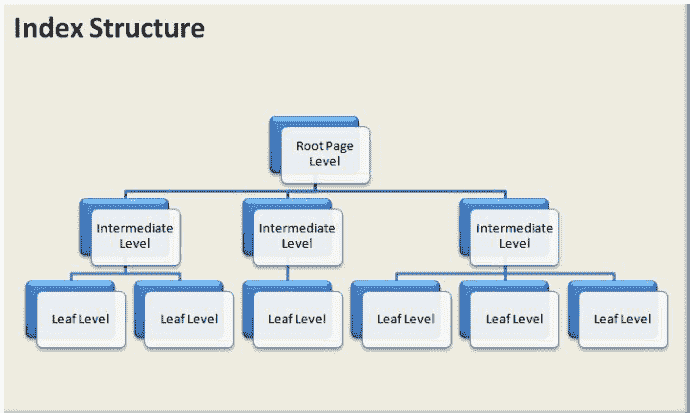 Index Structure
Root Page
Level
Intermediate
Level
Intermediate
Level
Intermediate
Level
Leaf Level
Leaf Level
Leaf Level
Leaf Level
Leaf Level
Leaf Level